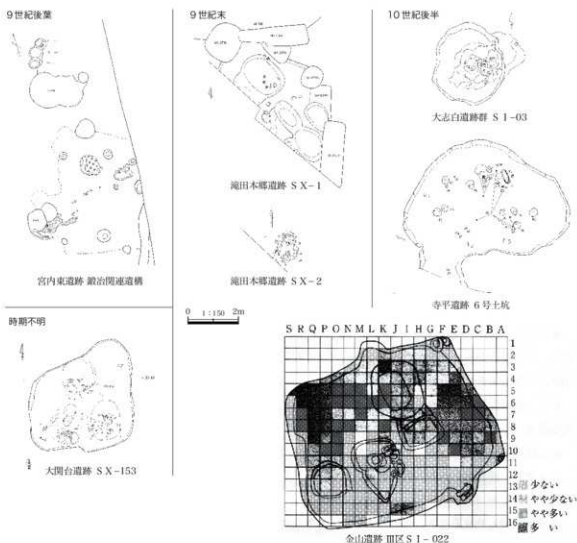 9世紀後葉
宮内東遺跡 鍛冶関連遺構
9世紀末
滝田本郷遺跡 SX-1
滝田本郷遺跡 SX-2
10世紀後半
大志白遺跡群 SI-03
寺平遺跡 6号土坑
時期不明
大関台遺跡 SX-153
0 1:150 2m
S R Q P O N M L K J I H G F E D C B A
1
2
3
4
5
6
7
8
9
10
11
12
13
14
15
16
少ない
やや少ない
やや多い
多い
金山遺跡 Ⅲ区SI-022